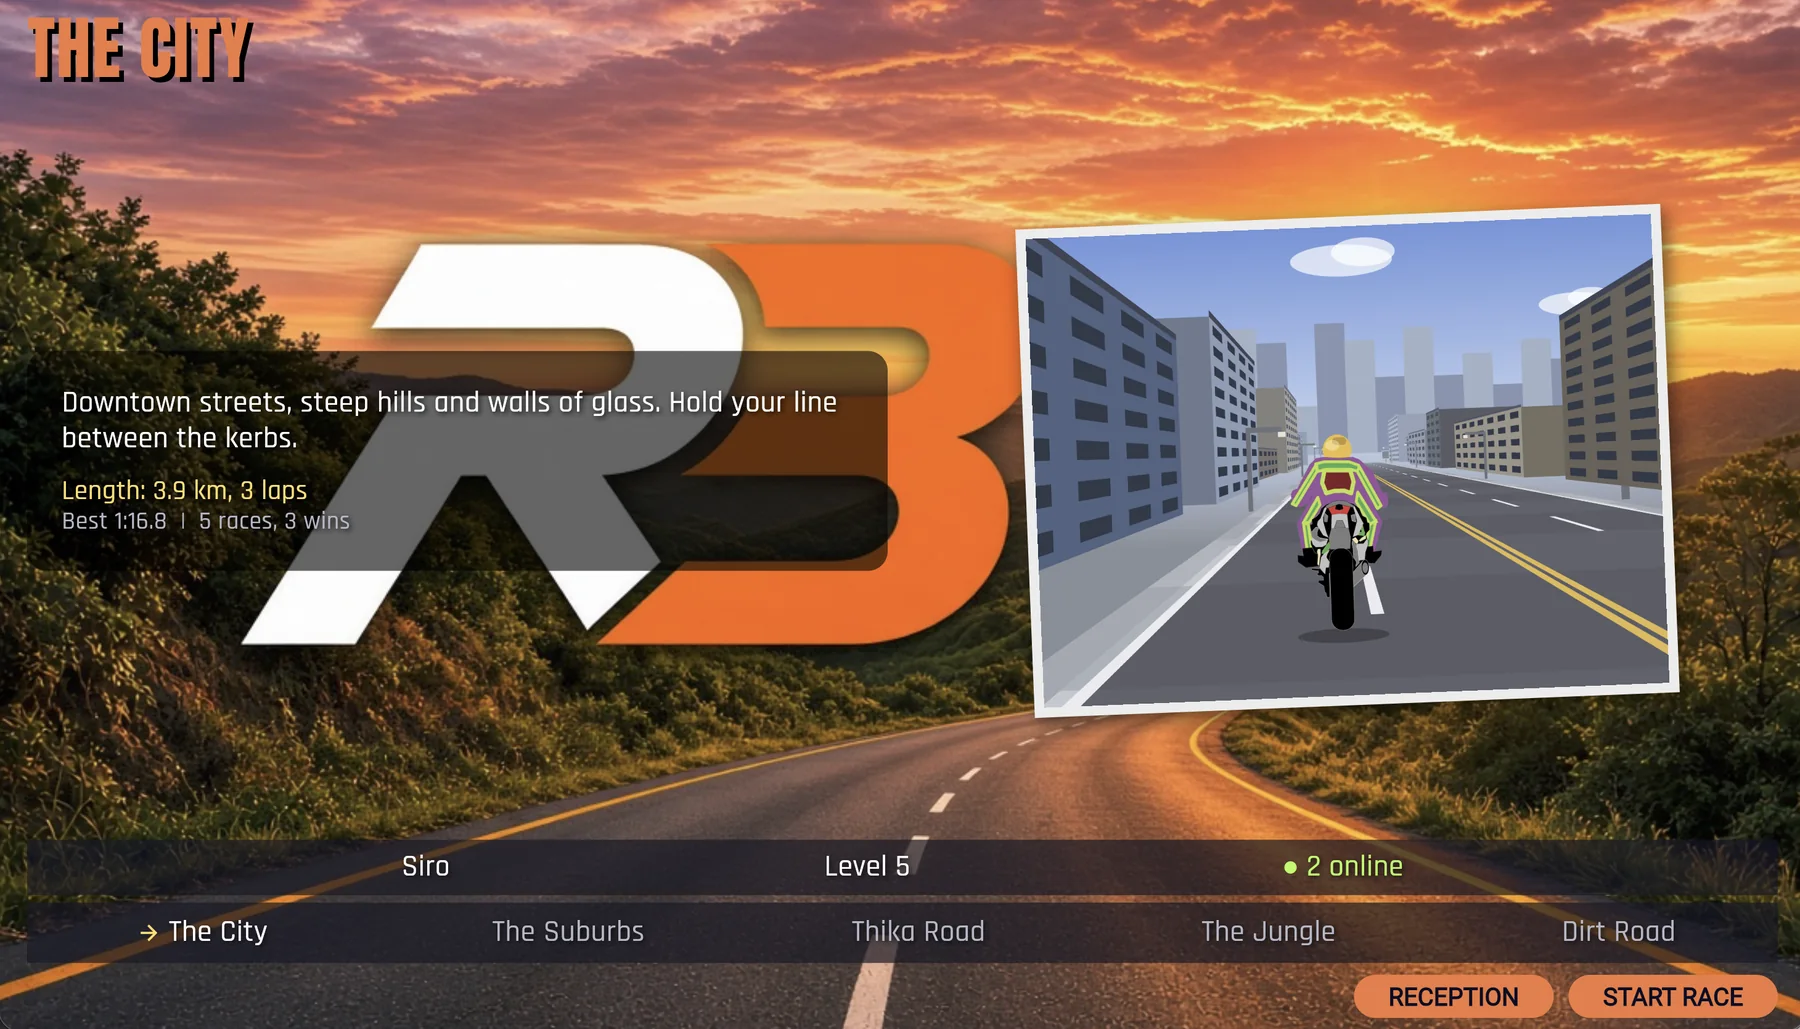 THE CITY
RB
Downtown streets, steep hills and walls of glass. Hold your line
between the kerbs.
Length: 3.9 km, 3 laps
Best 1:16.8 | 5 races, 3 wins
Siro Level 5 ● 2 online
→ The City The Suburbs Thika Road The Jungle Dirt Road
RECEPTION START RACE